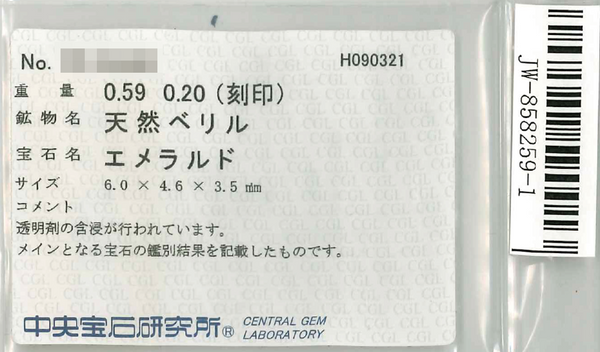 No.
H090321
重量 0.59 0.20（刻印）
鉱物名 天然ベリル
宝石名 エメラルド
サイズ 6.0 × 4.6 × 3.5 mm
コメント
透明剤の含浸が行われています。
メインとなる宝石の鑑別結果を記載したものです。
中央宝石研究所® CENTRAL GEM LABORATORY
JW-858259-1